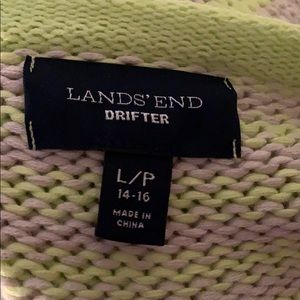 LANDS' END
DRIFTER
L/P
14-16
MADE IN
CHINA